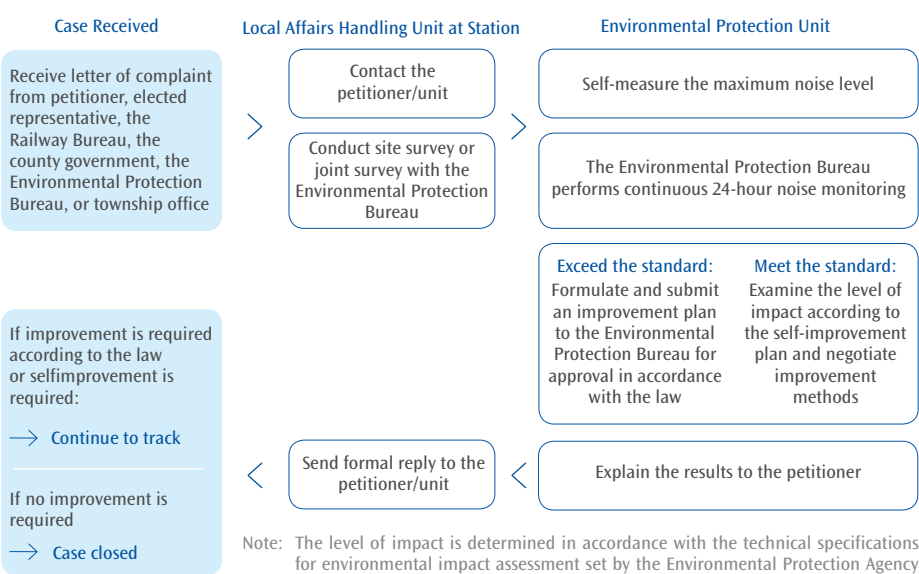 Case Received
Local Affairs Handling Unit at Station
Environmental Protection Unit
Receive letter of complaint
from petitioner, elected
representative, the
Railway Bureau, the
county government, the
Environmental Protection
Bureau, or township office
Contact the
petitioner/unit
Conduct site survey or
joint survey with the
Environmental Protection
Bureau
Self-measure the maximum noise level
The Environmental Protection Bureau
performs continuous 24-hour noise monitoring
Exceed the standard:
Formulate and submit
an improvement plan
to the Environmental
Protection Bureau for
approval in accordance
with the law
Meet the standard:
Examine the level of
impact according to
the self-improvement
plan and negotiate
improvement
methods
Explain the results to the petitioner
Send formal reply to the
petitioner/unit
If improvement is required
according to the law
or selfimprovement is
required:
Continue to track
If no improvement is
required
Case closed
Note: The level of impact is determined in accordance with the technical specifications
for environmental impact assessment set by the Environmental Protection Agency